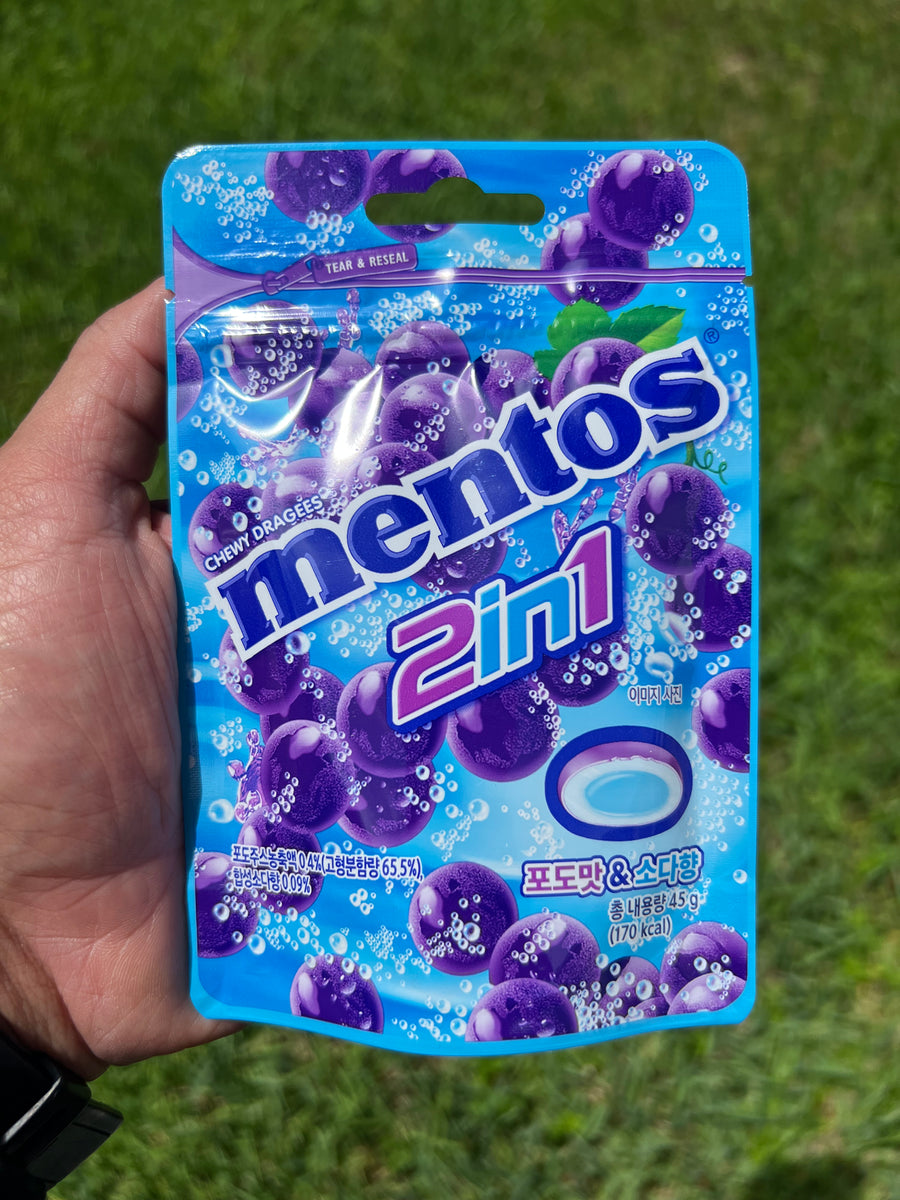 TEAR & RESEAL
CHEWY DRAGEES
mentos®
2in1
이미지 사진
포도주스농축액 0.4%(고형분함량 65.5%),
합성소다향 0.09%
포도맛 & 소다향
총 내용량 45 g
(170 kcal)